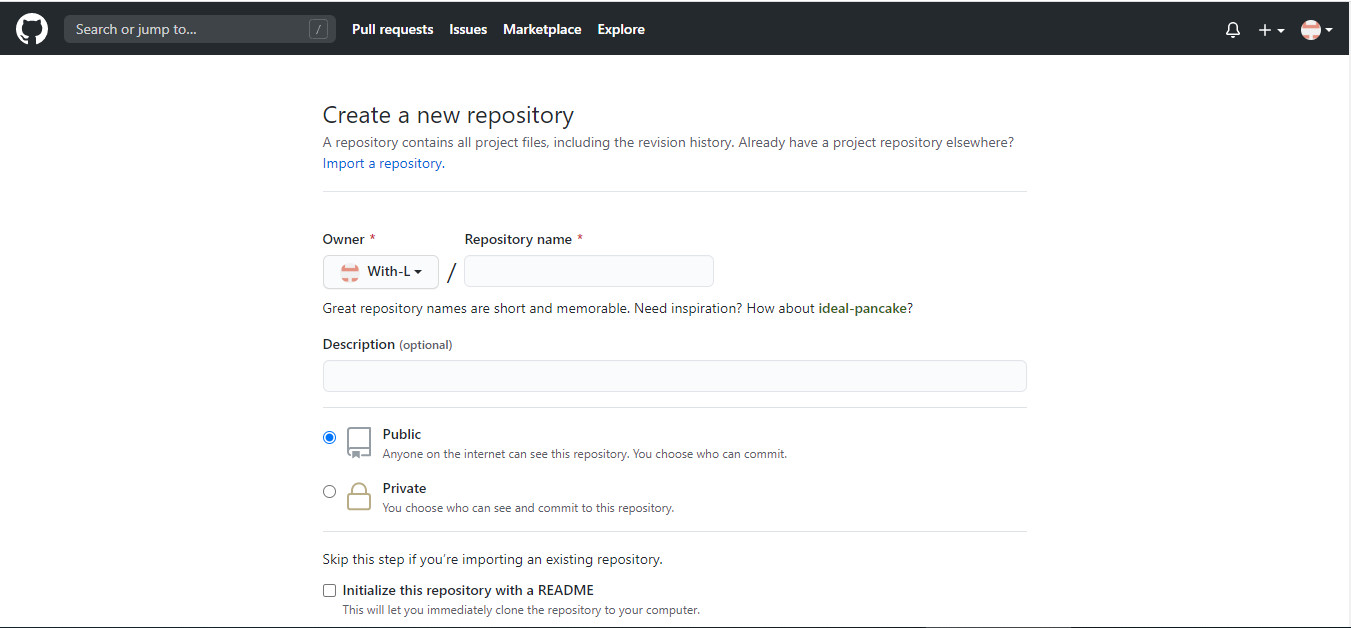 Search or jump to... /
Pull requests Issues Marketplace Explore
Create a new repository
A repository contains all project files, including the revision history. Already have a project repository elsewhere?
Import a repository.
Owner * Repository name *
With-L /
Great repository names are short and memorable. Need inspiration? How about ideal-pancake?
Description (optional)
Public
Anyone on the internet can see this repository. You choose who can commit.
Private
You choose who can see and commit to this repository.
Skip this step if you're importing an existing repository.
Initialize this repository with a README
This will let you immediately clone the repository to your computer.